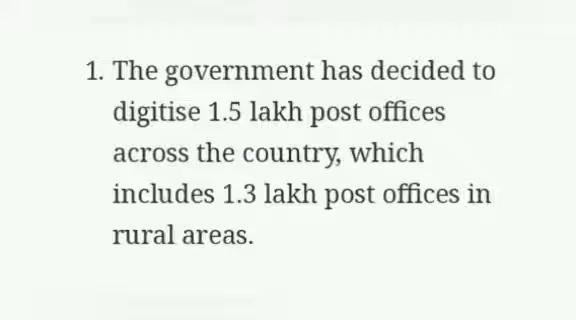 1. The government has decided to
digitise 1.5 lakh post offices
across the country, which
includes 1.3 lakh post offices in
rural areas.